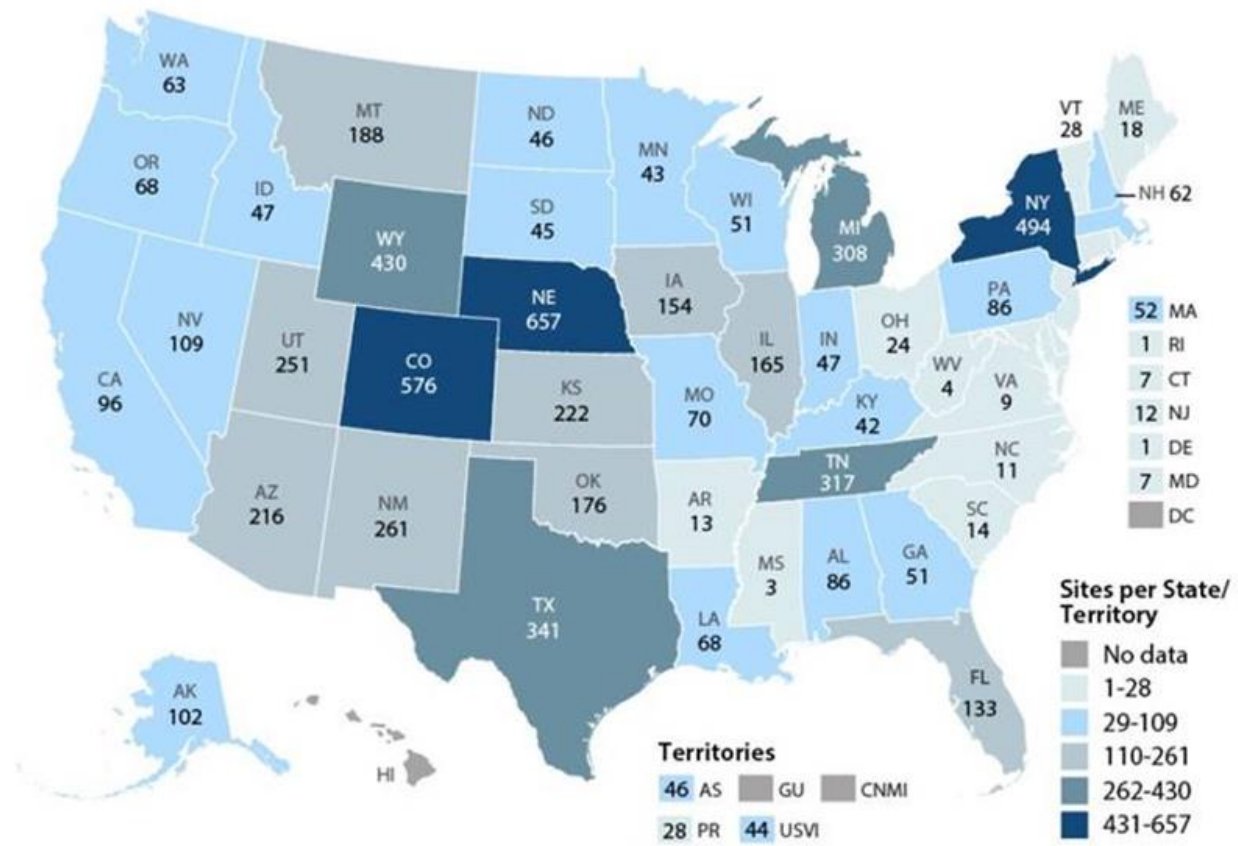 WA
63
MT
188
ND
46
MN
43
VT
28
ME
18
OR
68
ID
47
SD
45
WI
51
NH 62
NY
494
WY
430
MI
308
IA
154
NE
657
PA
86
NV
109
UT
251
CO
576
IL
165
IN
47
OH
24
WV
4
VA
9
KS
222
MO
70
KY
42
CA
96
NC
11
TN
317
AZ
216
NM
261
OK
176
AR
13
SC
14
MS
3
AL
86
GA
51
TX
341
LA
68
FL
133
AK
102
HI
52 MA
1 RI
7 CT
12 NJ
1 DE
7 MD
DC
Sites per State/
Territory
No data
1-28
29-109
110-261
262-430
431-657
Territories
46 AS GU CNMI
28 PR 44 USVI